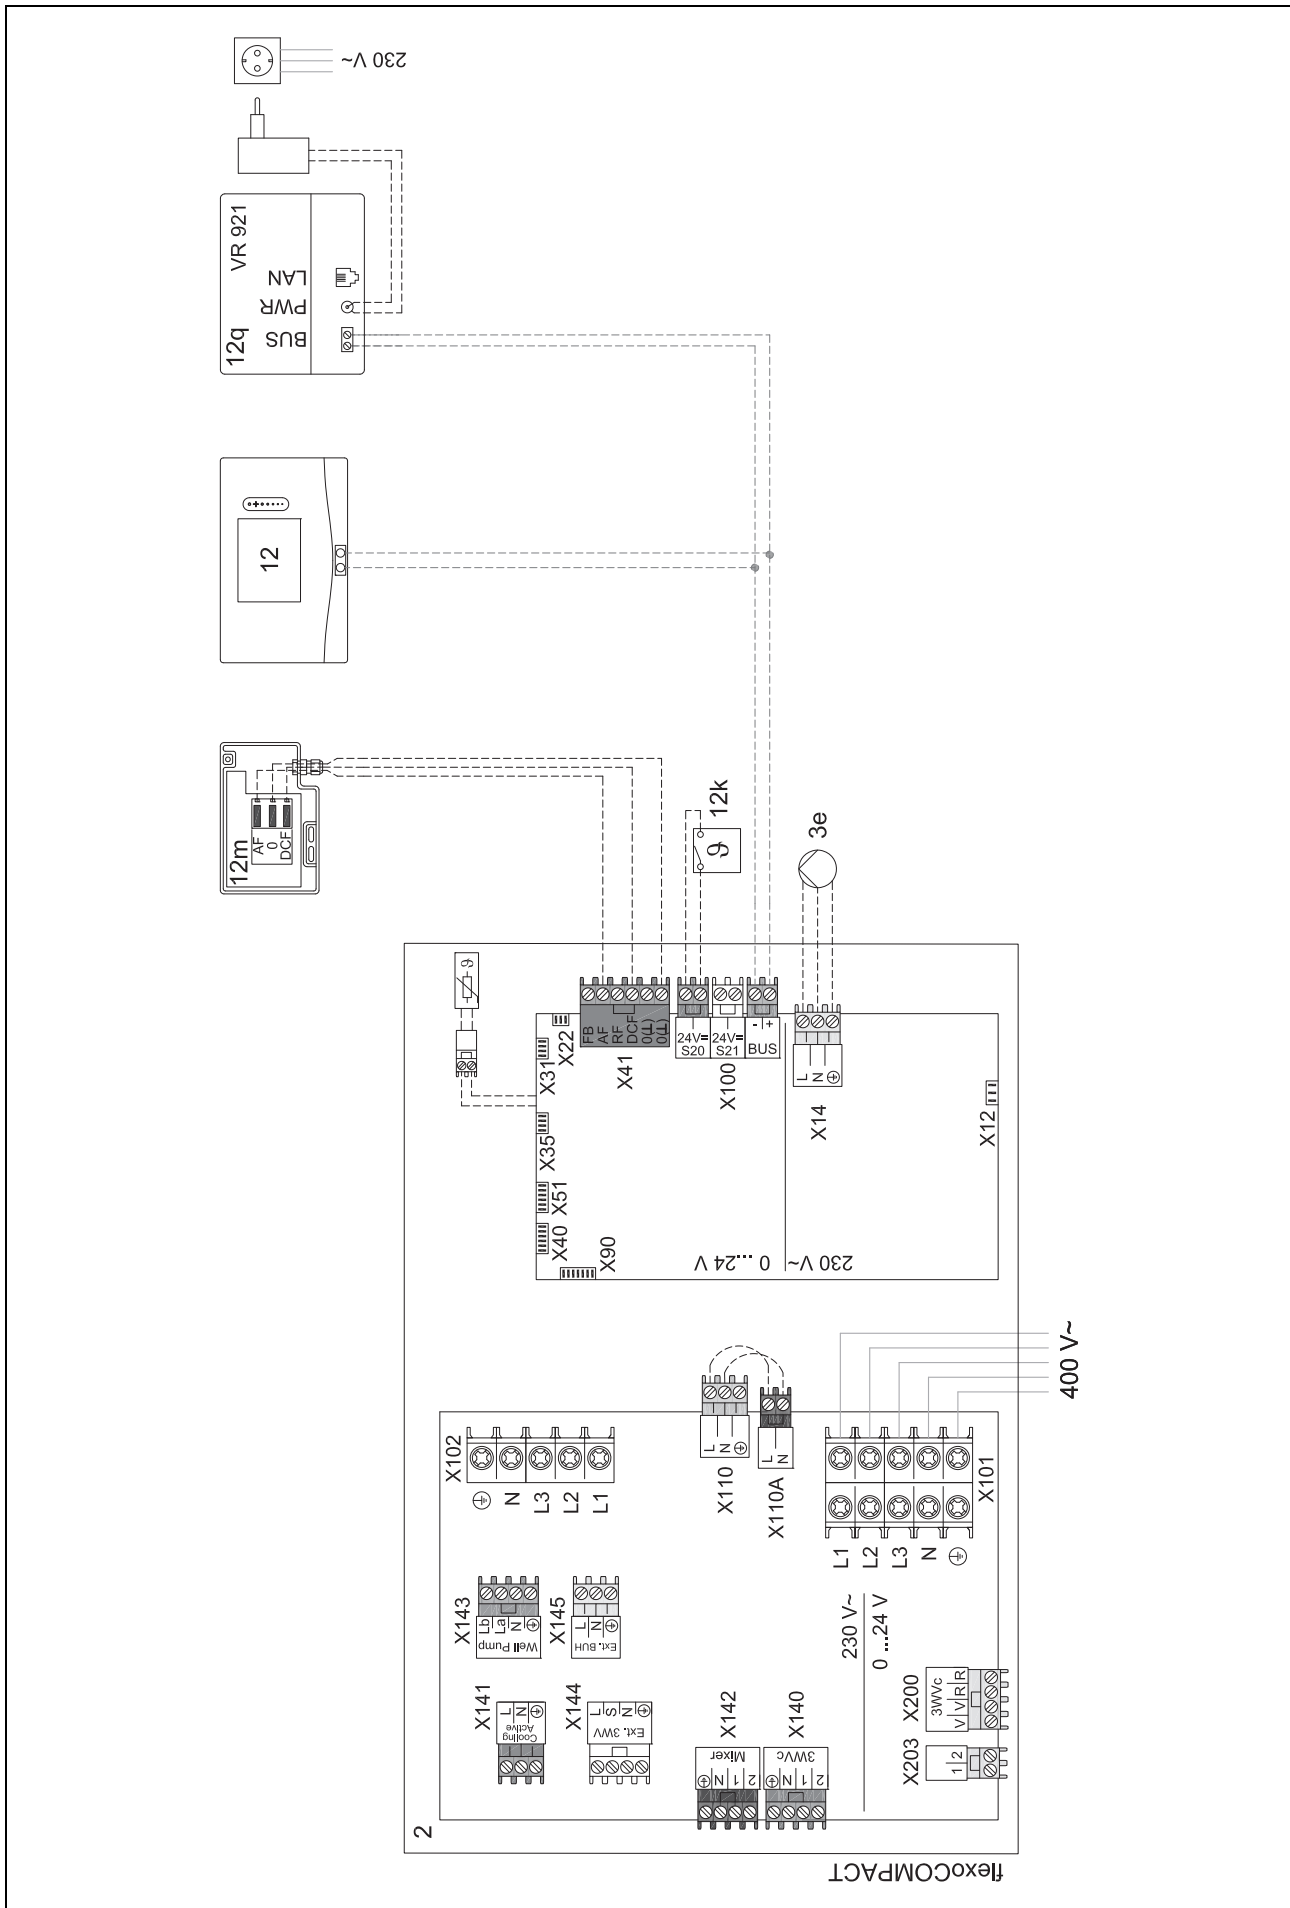 230 V~
VR 921
LAN
PWR
BUS
12q
12
12m
AF
0
DCF
12k
ϑ
3e
ϑ
X22
X31
X35
X51
X40
X90
FB
AF
RF
DCF
0(⊥)
0(⊥)
X41
24V=
S20
24V=
S21
X100
- +
BUS
L
N
X14
X12
0 ...24 V
230 V~
400 V~
X102
N
L3
L2
L1
L
N
X110
L
N
X110A
X101
L1
L2
L3
N
X143
Lb
La
N
Well Pump
X145
L
N
Ext. BUH
X141
L
N
Cooling
Active
X144
L
S
N
Ext. 3WV
230 V~
0 ...24 V
X142
Mixer
N
1
2
X140
3WVc
N
1
2
X200
3WVc
V V R R
X203
1 2
2
flexoCOMPACT